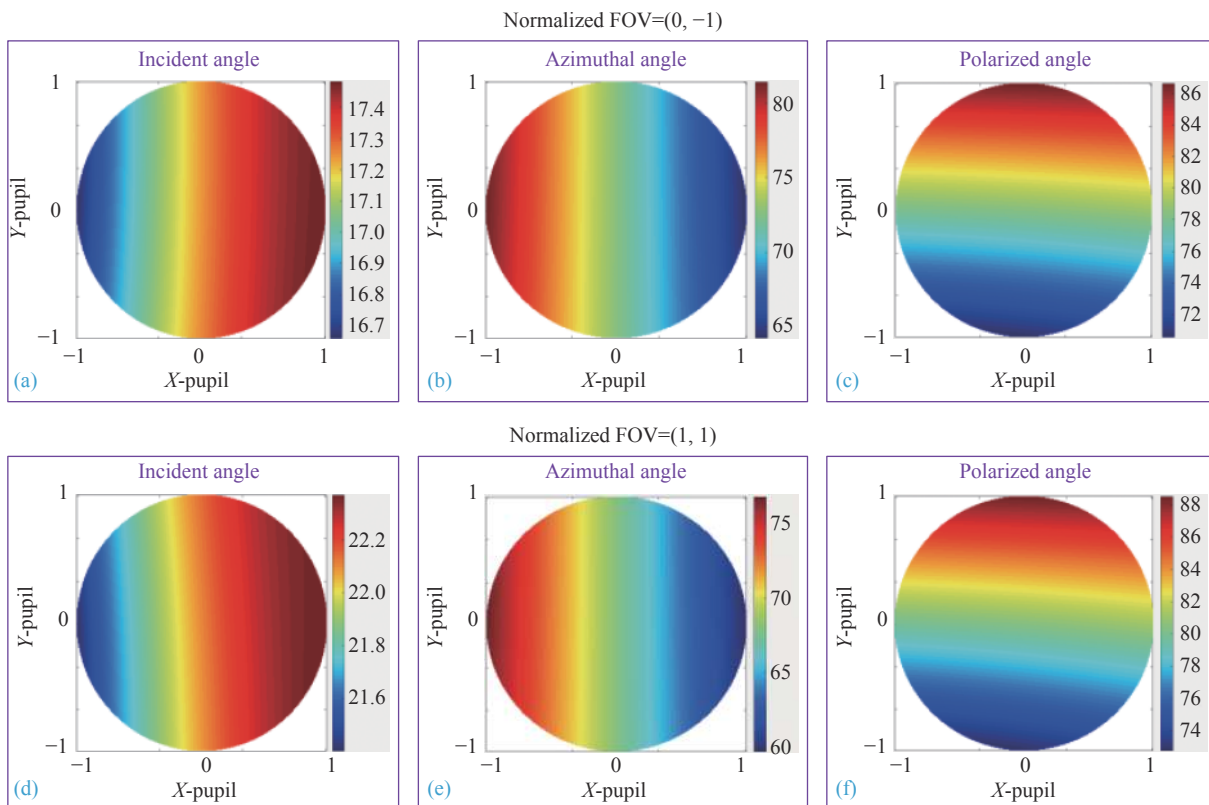 Normalized FOV=(0, −1)
Incident angle
Azimuthal angle
Polarized angle
1
0
−1
Y-pupil
−1
0
1
X-pupil
17.4
17.3
17.2
17.1
17.0
16.9
16.8
16.7
(a)
1
0
−1
Y-pupil
−1
0
1
X-pupil
80
75
70
65
(b)
1
0
−1
Y-pupil
−1
0
1
X-pupil
86
84
82
80
78
76
74
72
(c)
Normalized FOV=(1, 1)
Incident angle
Azimuthal angle
Polarized angle
1
0
−1
Y-pupil
−1
0
1
X-pupil
22.2
22.0
21.8
21.6
(d)
1
0
−1
Y-pupil
−1
0
1
X-pupil
75
70
65
60
(e)
1
0
−1
Y-pupil
−1
0
1
X-pupil
88
86
84
82
80
78
76
74
(f)